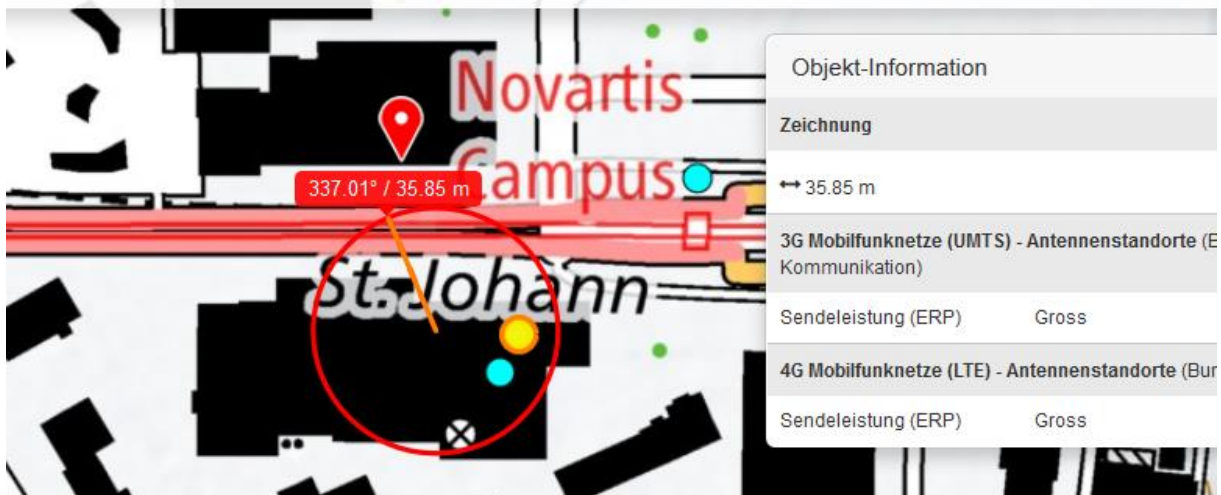 Novartis
Campus
337.01° / 35.85 m
St. Johann
Objekt-Information
Zeichnung
↔ 35.85 m
3G Mobilfunknetze (UMTS) - Antennenstandorte (B
Kommunikation)
Sendeleistung (ERP) Gross
4G Mobilfunknetze (LTE) - Antennenstandorte (Bun
Sendeleistung (ERP) Gross